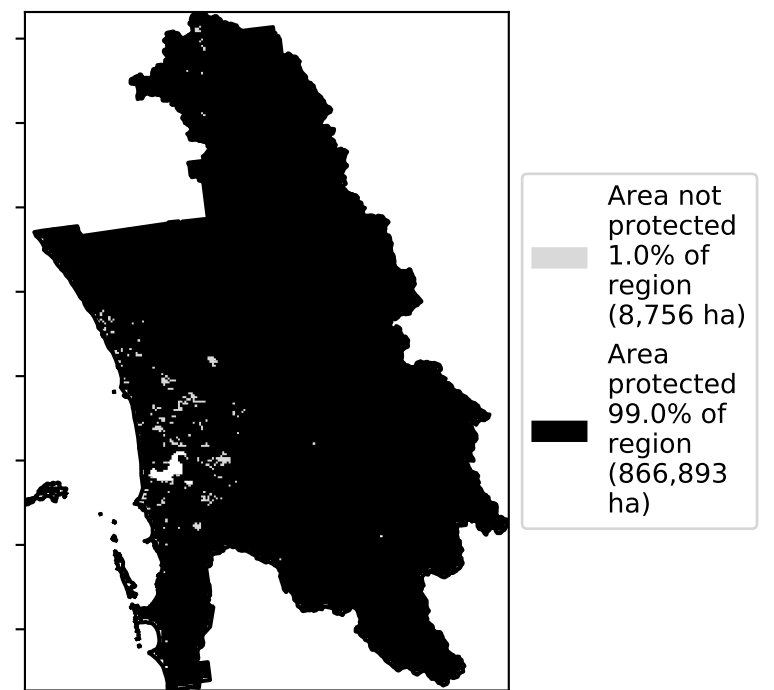 Area not
protected
1.0% of
region
(8,756 ha)
Area
protected
99.0% of
region
(866,893
ha)